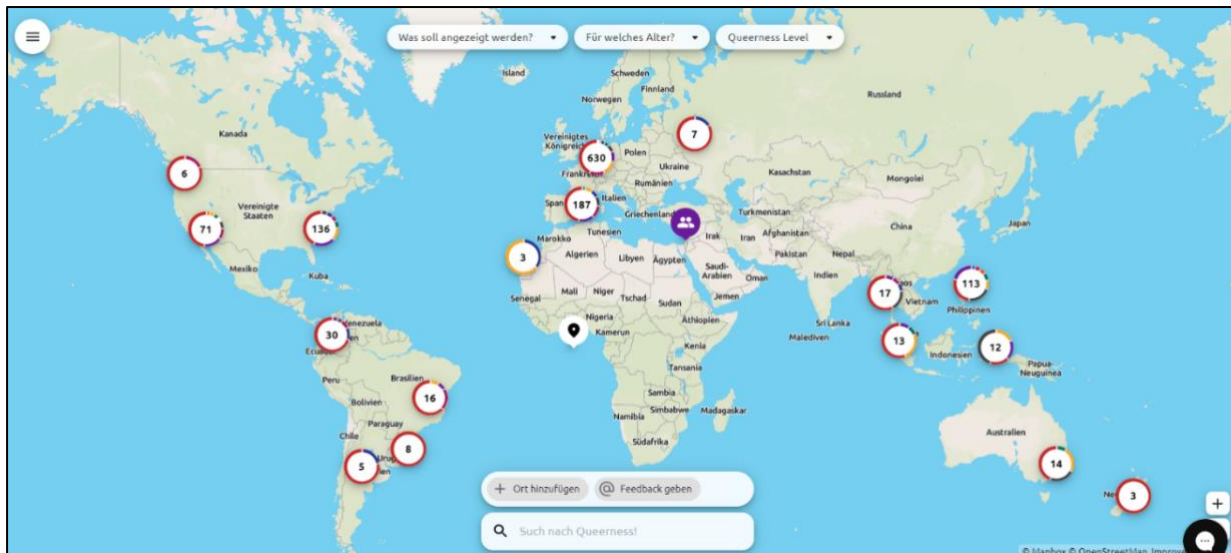 Was soll angezeigt werden?
Für welches Alter?
Queerness Level
Island
Schweden
Finnland
Norwegen
Russland
Kanada
Vereinigtes
7
630
Polen
6
Ukraine
Kasachstan
Mongolei
Rumänien
Vereinigte
Staaten
187
Italien
Griechenland
Turkmenistan
71
136
China
Japan
Tunesien
Marokko
Irak
Iran
Afghanistan
3
Algerien
Libyen
Ägypten
Pakistan
Nepal
Mexiko
Saudi-
Arabien
Oman
Indien
Kuba
17
113
Mali
Niger
Tschad
Sudan
Jemen
Vietnam
Senegal
Philippinen
Nigeria
Äthiopien
Sri Lanka
30
Kamerun
Malediven
13
12
Kenia
Indonesien
Papua-
Neuguinea
Tansania
Peru
Brasilien
16
Sambia
Bolivien
Namibia
Simbabwe
Madagaskar
Paraguay
Chile
8
Südafrika
Australien
5
14
3
+ Ort hinzufügen
@ Feedback geben
Such nach Queerness!
+
© Mapbox © OpenStreetMap